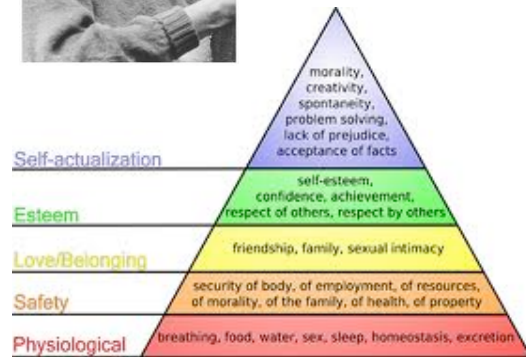 morality,
creativity,
spontaneity,
problem solving,
lack of prejudice,
acceptance of facts
Self-actualization
self-esteem,
confidence, achievement,
respect of others, respect by others
Esteem
friendship, family, sexual intimacy
Love/Belonging
security of body, of employment, of resources,
of morality, of the family, of health, of property
Safety
breathing, food, water, sex, sleep, homeostasis, excretion
Physiological